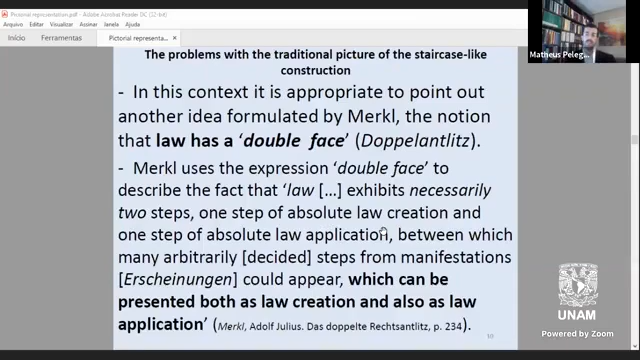 Pictorial representation.pdf - Adobe Acrobat Reader DC (32-bit)
Arquivo Editar Visualizar Assinar Janela Ajuda
Início Ferramentas Pictorial representa... ×
Matheus Peleg...
The problems with the traditional picture of the staircase-like
construction
- In this context it is appropriate to point out
another idea formulated by Merkl, the notion
that law has a ‘double face’ (Doppelantlitz).
- Merkl uses the expression ‘double face’ to
describe the fact that ‘law […] exhibits necessarily
two steps, one step of absolute law creation and
one step of absolute law application, between which
many arbitrarily [decided] steps from manifestations
[Erscheinungen] could appear, which can be
presented both as law creation and also as law
application’ (Merkl, Adolf Julius. Das doppelte Rechtsantlitz, p. 234).
UNAM
Powered by Zoom